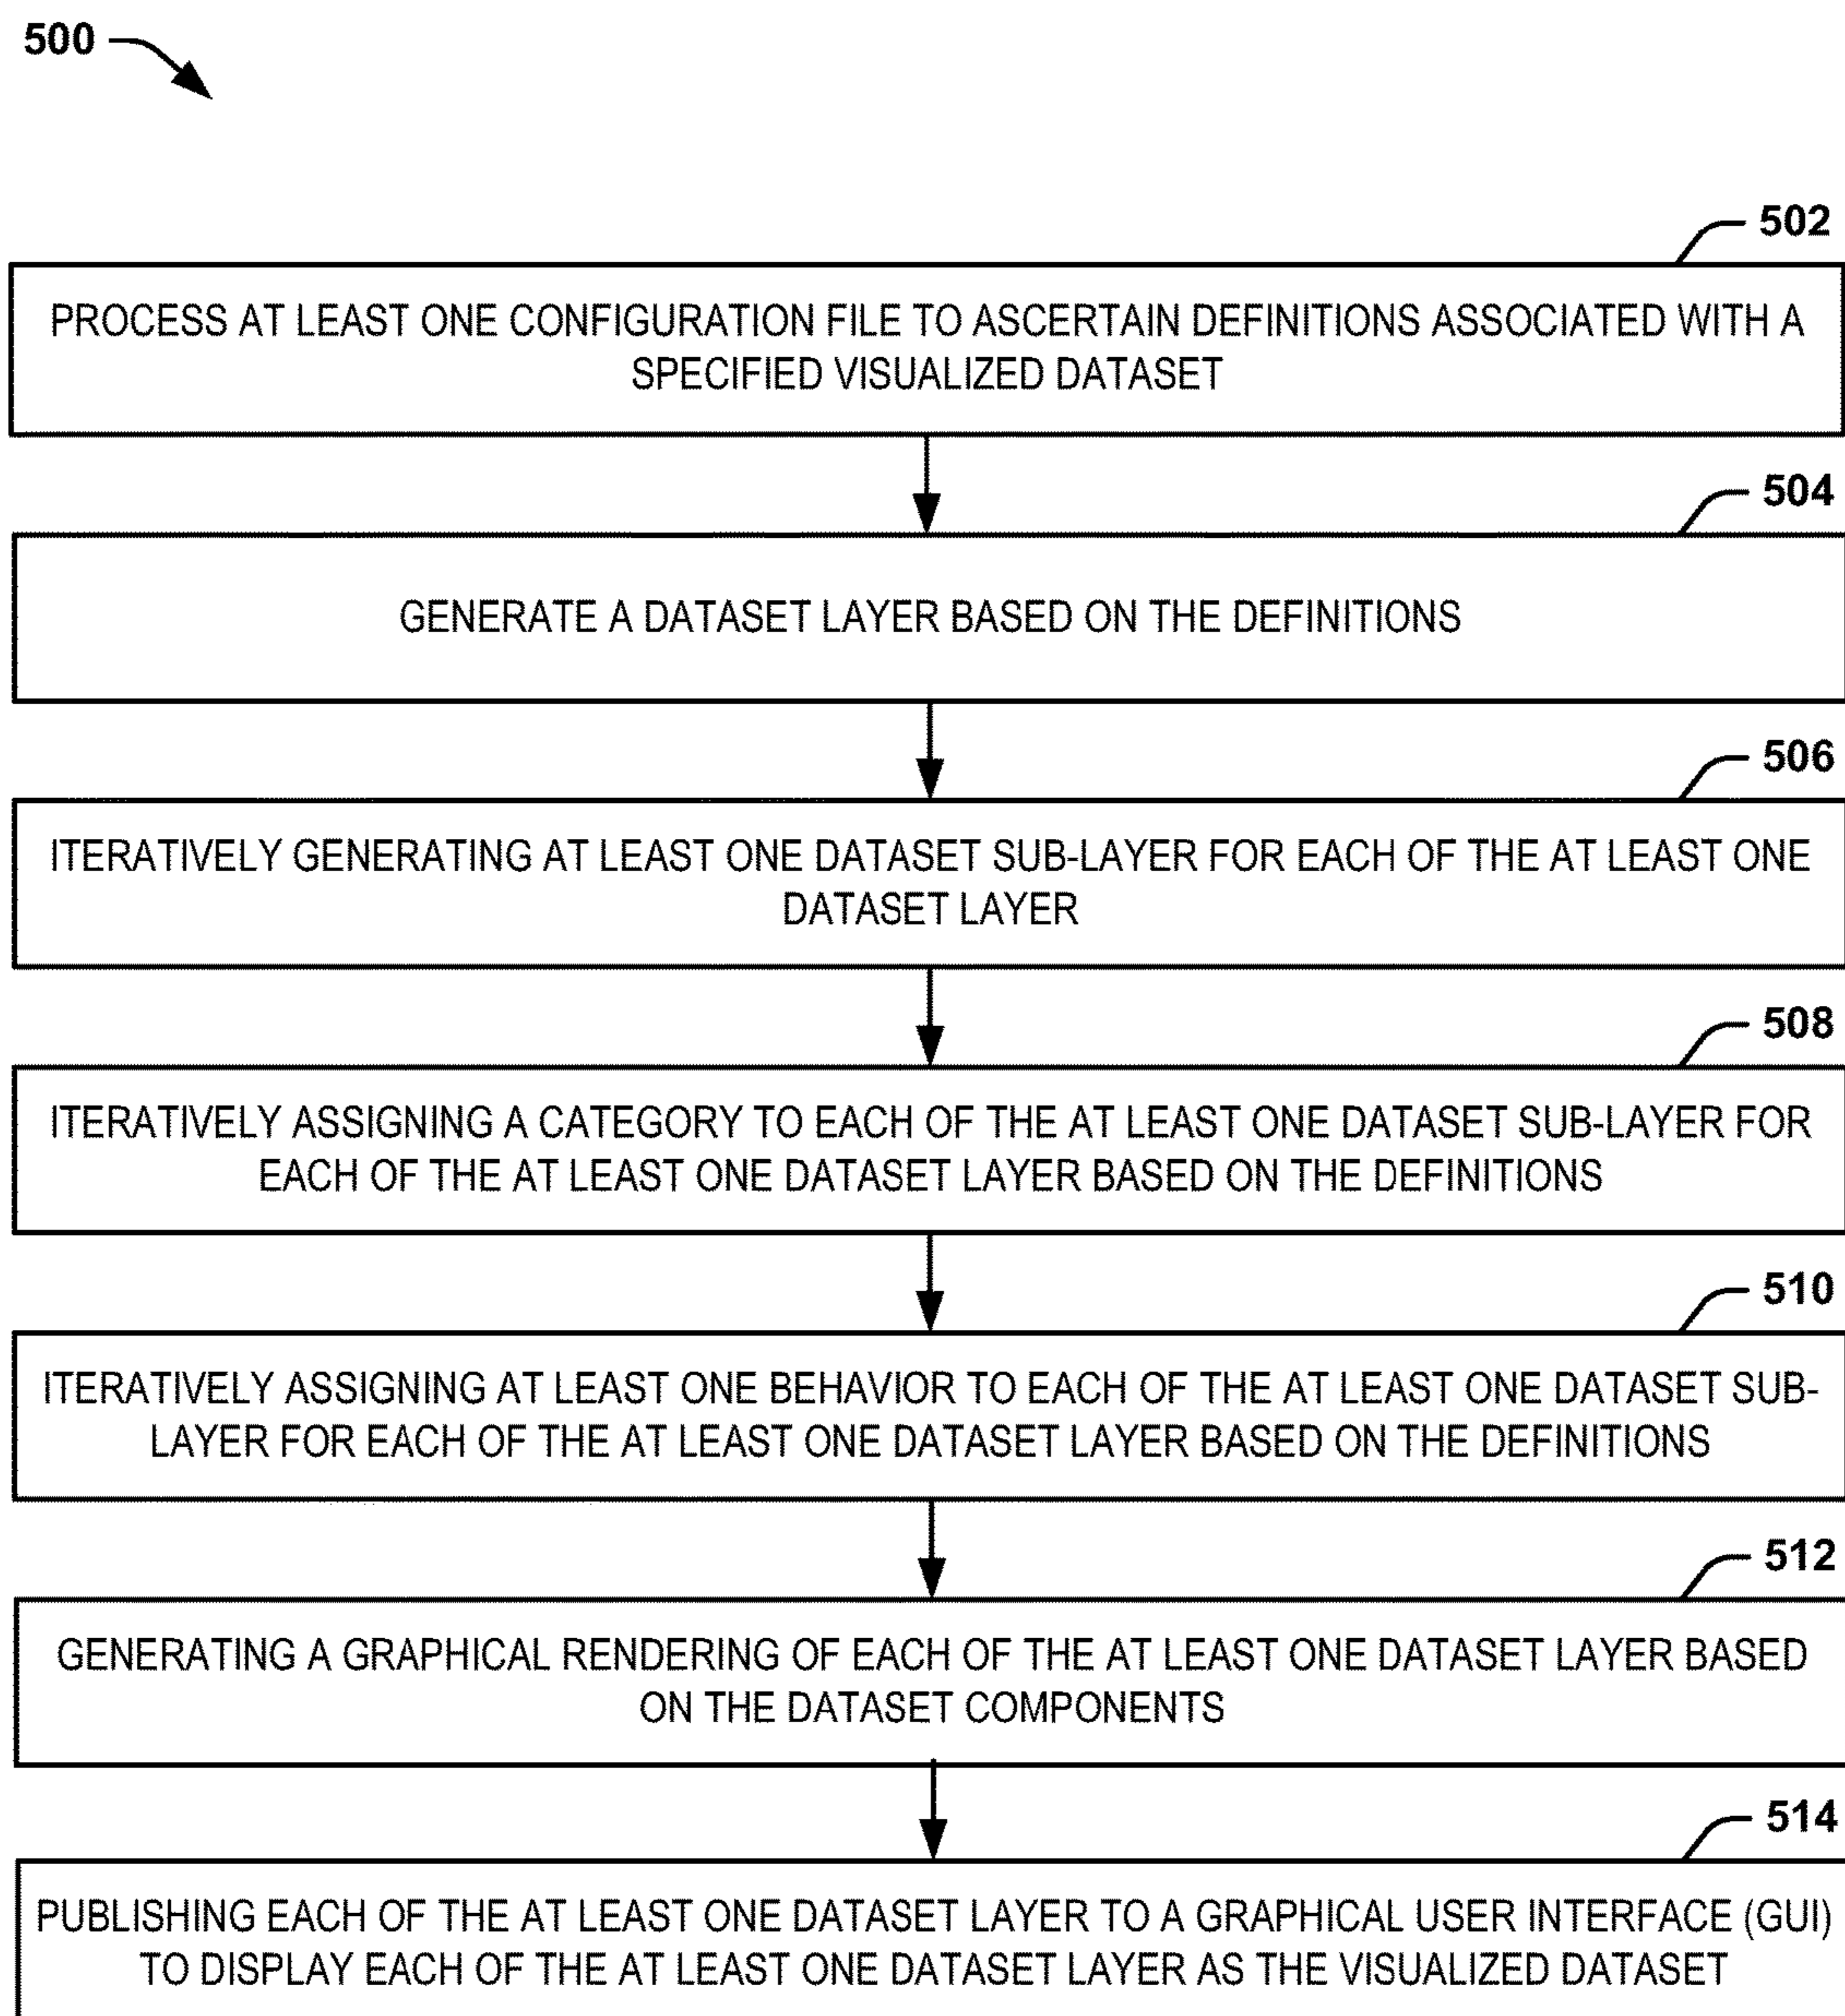 500
502
PROCESS AT LEAST ONE CONFIGURATION FILE TO ASCERTAIN DEFINITIONS ASSOCIATED WITH A
SPECIFIED VISUALIZED DATASET
504
GENERATE A DATASET LAYER BASED ON THE DEFINITIONS
506
ITERATIVELY GENERATING AT LEAST ONE DATASET SUB-LAYER FOR EACH OF THE AT LEAST ONE
DATASET LAYER
508
ITERATIVELY ASSIGNING A CATEGORY TO EACH OF THE AT LEAST ONE DATASET SUB-LAYER FOR
EACH OF THE AT LEAST ONE DATASET LAYER BASED ON THE DEFINITIONS
510
ITERATIVELY ASSIGNING AT LEAST ONE BEHAVIOR TO EACH OF THE AT LEAST ONE DATASET SUB-
LAYER FOR EACH OF THE AT LEAST ONE DATASET LAYER BASED ON THE DEFINITIONS
512
GENERATING A GRAPHICAL RENDERING OF EACH OF THE AT LEAST ONE DATASET LAYER BASED
ON THE DATASET COMPONENTS
514
PUBLISHING EACH OF THE AT LEAST ONE DATASET LAYER TO A GRAPHICAL USER INTERFACE (GUI)
TO DISPLAY EACH OF THE AT LEAST ONE DATASET LAYER AS THE VISUALIZED DATASET